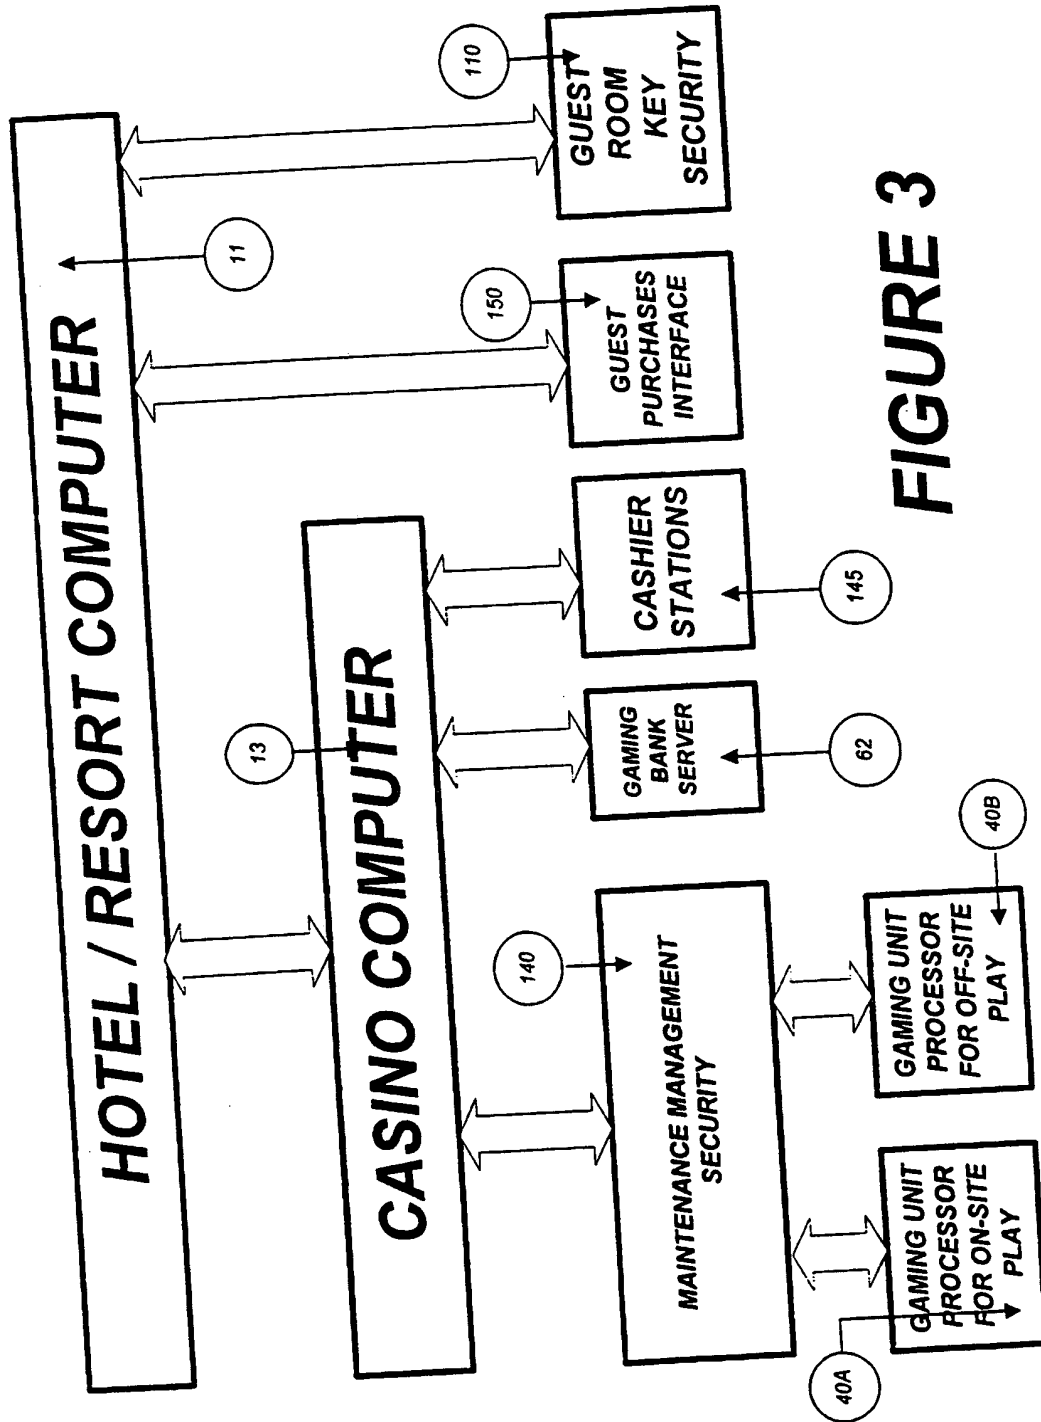 HOTEL / RESORT COMPUTER
11
CASINO COMPUTER
13
MAINTENANCE MANAGEMENT
SECURITY
140
GAMING
BANK
SERVER
62
CASHIER
STATIONS
145
GUEST
PURCHASES
INTERFACE
150
GUEST
ROOM
KEY
SECURITY
110
GAMING UNIT
PROCESSOR
FOR ON-SITE
PLAY
40A
GAMING UNIT
PROCESSOR
FOR OFF-SITE
PLAY
40B
FIGURE 3